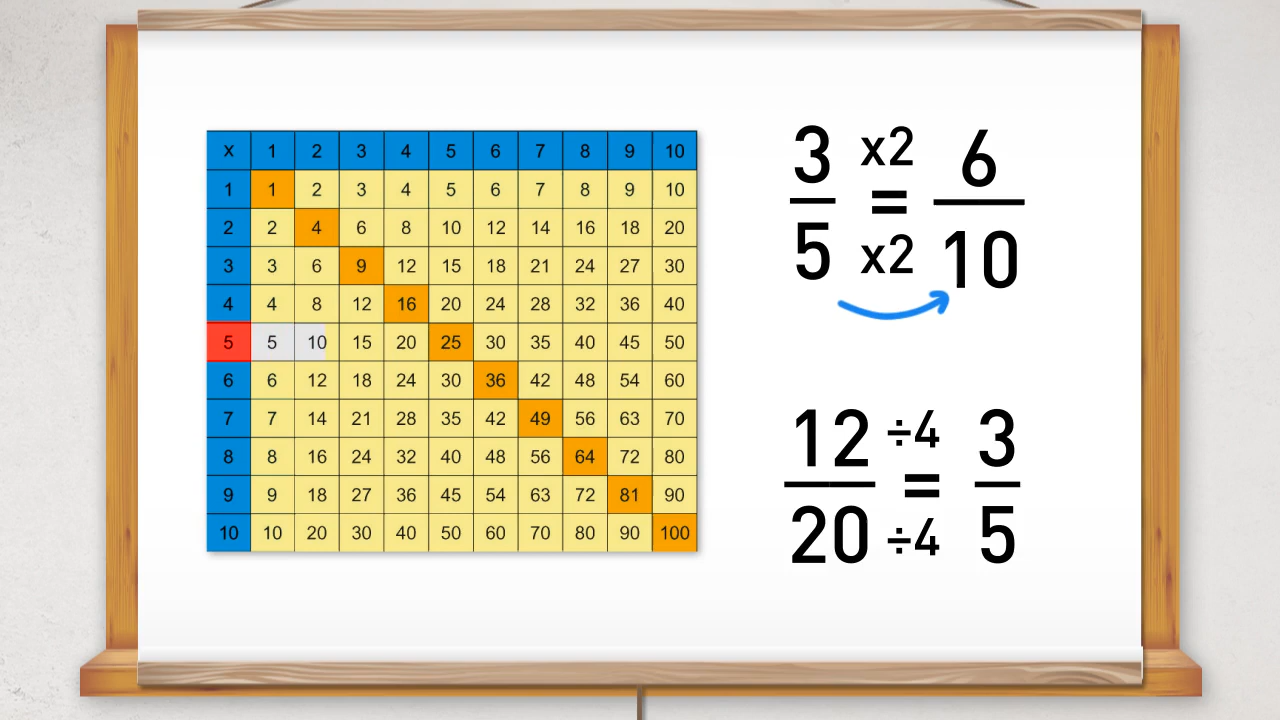 x 1 2 3 4 5 6 7 8 9 10
1 1 2 3 4 5 6 7 8 9 10
2 2 4 6 8 10 12 14 16 18 20
3 3 6 9 12 15 18 21 24 27 30
4 4 8 12 16 20 24 28 32 36 40
5 5 10 15 20 25 30 35 40 45 50
6 6 12 18 24 30 36 42 48 54 60
7 7 14 21 28 35 42 49 56 63 70
8 8 16 24 32 40 48 56 64 72 80
9 9 18 27 36 45 54 63 72 81 90
10 10 20 30 40 50 60 70 80 90 100
3 x2 6
=
5 x2 10
12 ÷4 3
=
20 ÷4 5